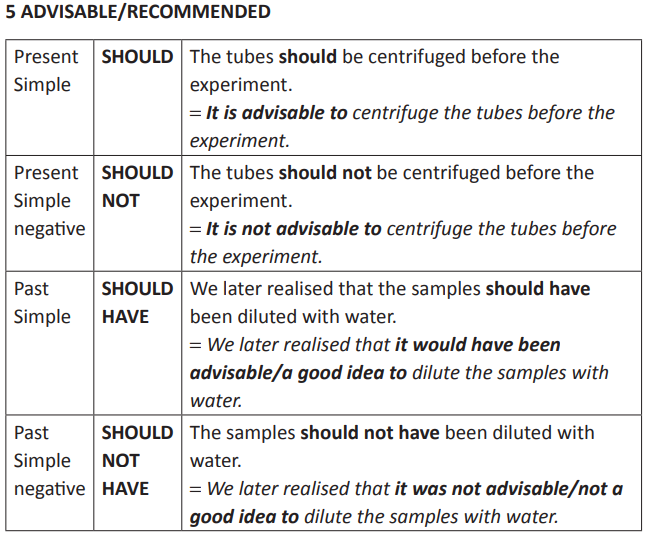 5 ADVISABLE/RECOMMENDED
Present SHOULD The tubes should be centrifuged before the
Simple experiment.
= It is advisable to centrifuge the tubes before the
experiment.
Present SHOULD The tubes should not be centrifuged before the
Simple NOT experiment.
negative = It is not advisable to centrifuge the tubes before
the experiment.
Past SHOULD We later realised that the samples should have
Simple HAVE been diluted with water.
= We later realised that it would have been
advisable/a good idea to dilute the samples with
water.
Past SHOULD The samples should not have been diluted with
Simple NOT water.
negative HAVE = We later realised that it was not advisable/not a
good idea to dilute the samples with water.